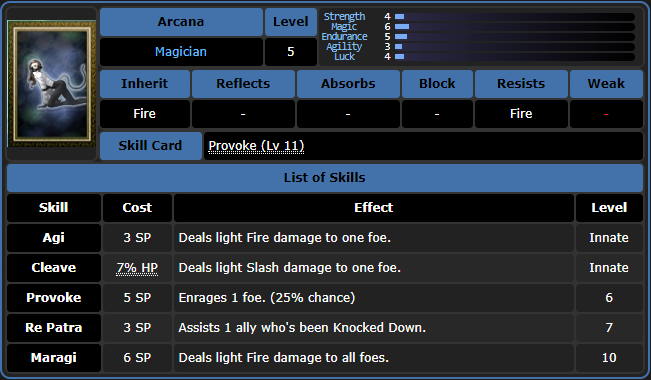 Arcana Level
Magician 5
Strength 4
Magic 6
Endurance 5
Agility 3
Luck 4
Inherit Reflects Absorbs Block Resists Weak
Fire - - - Fire -
Skill Card Provoke (Lv 11)
List of Skills
Skill Cost Effect Level
Agi 3 SP Deals light Fire damage to one foe. Innate
Cleave 7% HP Deals light Slash damage to one foe. Innate
Provoke 5 SP Enrages 1 foe. (25% chance) 6
Re Patra 3 SP Assists 1 ally who's been Knocked Down. 7
Maragi 6 SP Deals light Fire damage to all foes. 10